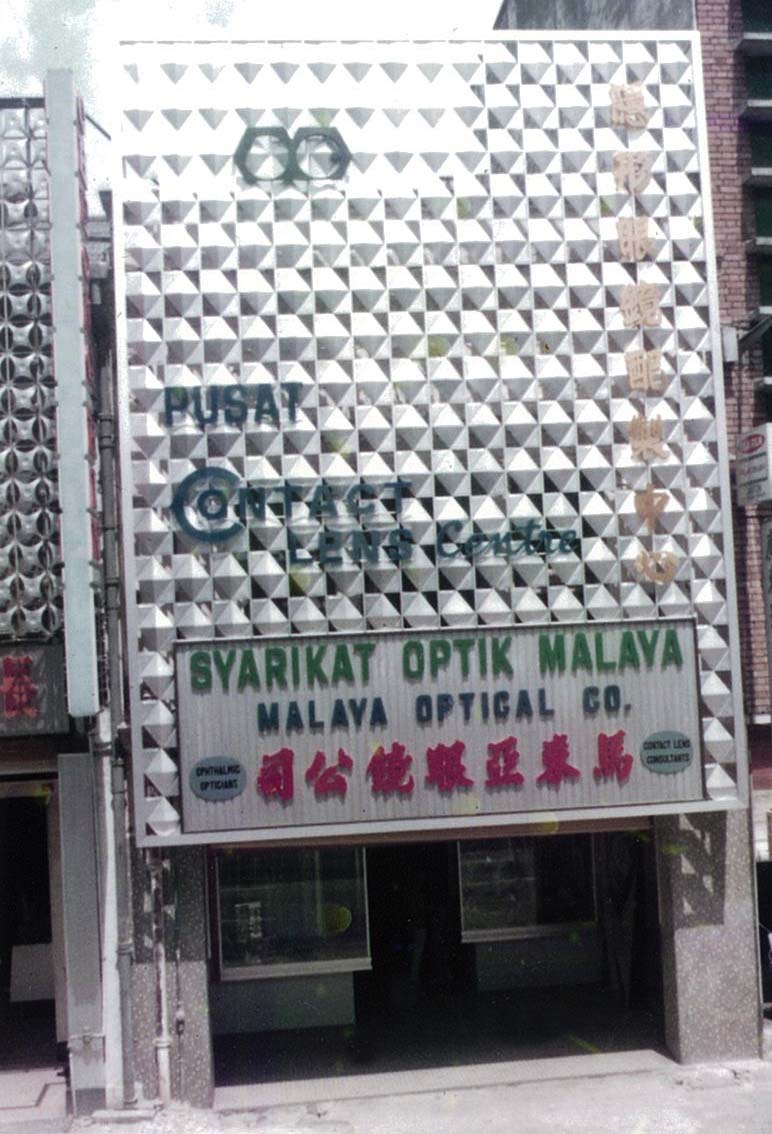 隱形眼鏡配製中心
PUSAT
CONTACT
LENS Centre
SYARIKAT OPTIK MALAYA
MALAYA OPTICAL CO.
馬來亞眼鏡公司
OPHTHALMIC
OPTICIANS
CONTACT LENS
CONSULTANTS